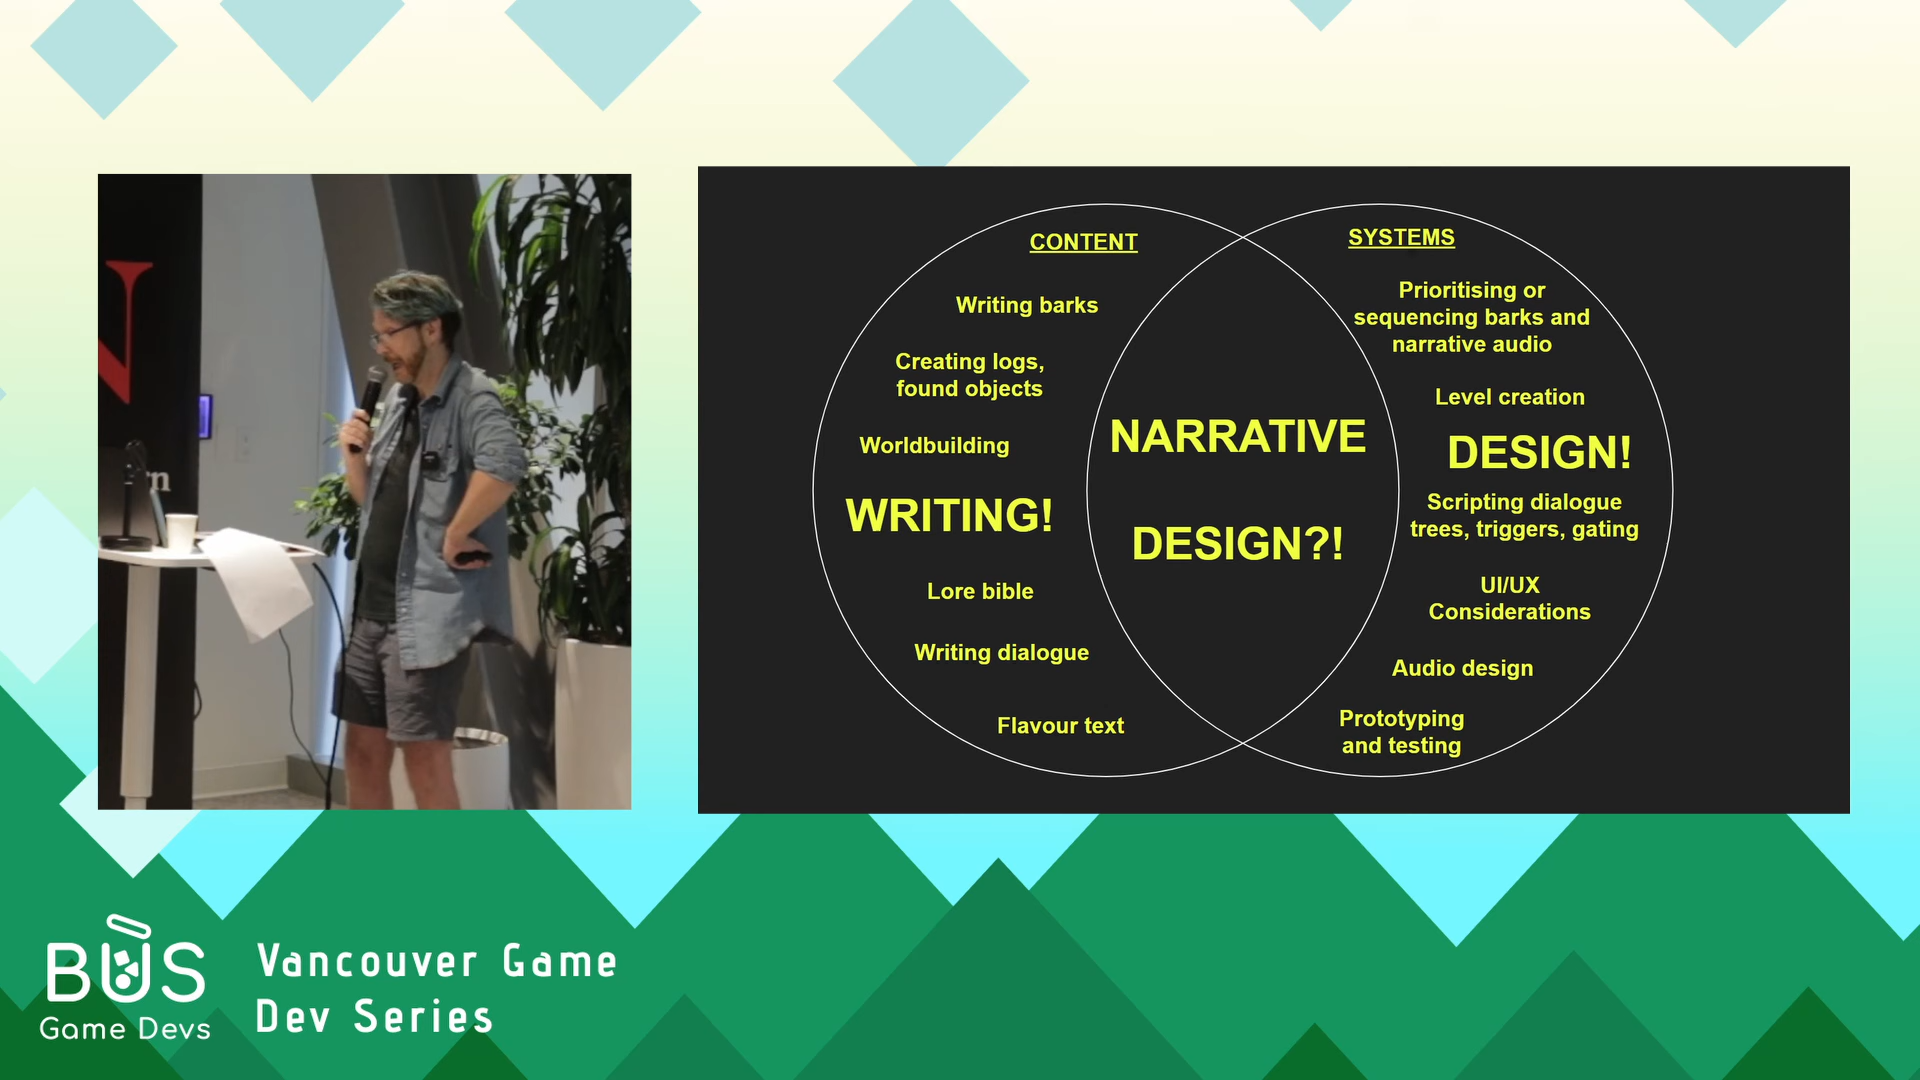 N
rn
CONTENT
Writing barks
Creating logs,
found objects
Worldbuilding
WRITING!
Lore bible
Writing dialogue
Flavour text
NARRATIVE
DESIGN?!
SYSTEMS
Prioritising or
sequencing barks and
narrative audio
Level creation
DESIGN!
Scripting dialogue
trees, triggers, gating
UI/UX
Considerations
Audio design
Prototyping
and testing
BUS
Game Devs
Vancouver Game
Dev Series